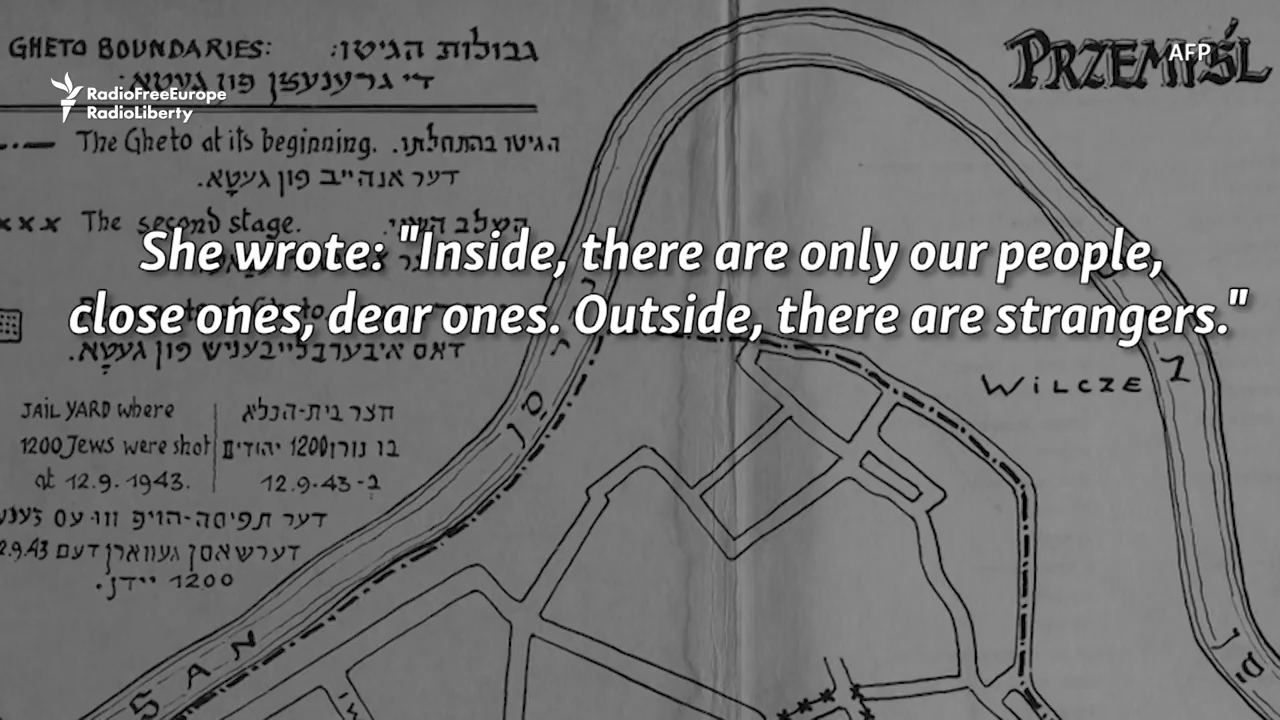 GHETO BOUNDARIES: גבולות הגיטו:
די גרענעצן פון געטא:
PRZEMYŚL
AFP
RadioFreeEurope
RadioLiberty
The Gheto at its beginning. הגיטו בהתחלתו.
דער אנהייב פון געטאָ.
xxx The second stage.
She wrote: "Inside, there are only our people,
close ones, dear ones. Outside, there are strangers."
דאס איבערבלייבעניש פון געטאָ.
WILCZE
JAIL YARD where חצר בית-הכלא
1200 Jews were shot בו נורו 1200 יהודים
at 12.9.1943. ב- 12.9.43
דער תפיסה-הויף וואו עס זענען
12.9.43 דערשאסן געווארן דעם
1200 יידן.
SAN